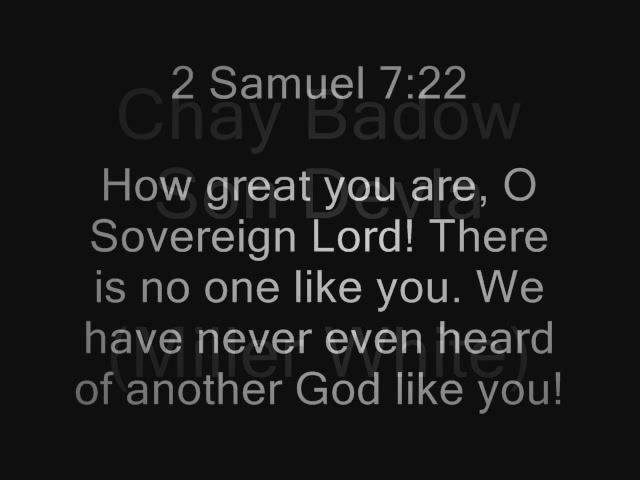 2 Samuel 7:22
Chay Badow
How great you are, O
Son Devla
Sovereign Lord! There
is no one like you. We
have never even heard
(Miller White)
of another God like you!